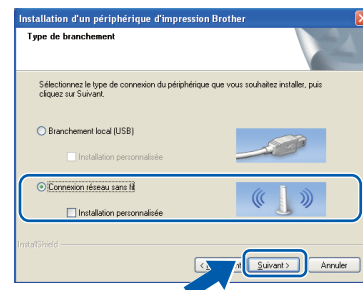 Installation d'un périphérique d'impression Brother
Type de branchement
Sélectionnez le type de connexion du périphérique que vous souhaitez installer, puis
cliquez sur Suivant.
Branchement local (USB)
Installation personnalisée
Connexion réseau sans fil
Installation personnalisée
InstallShield
Suivant > Annuler